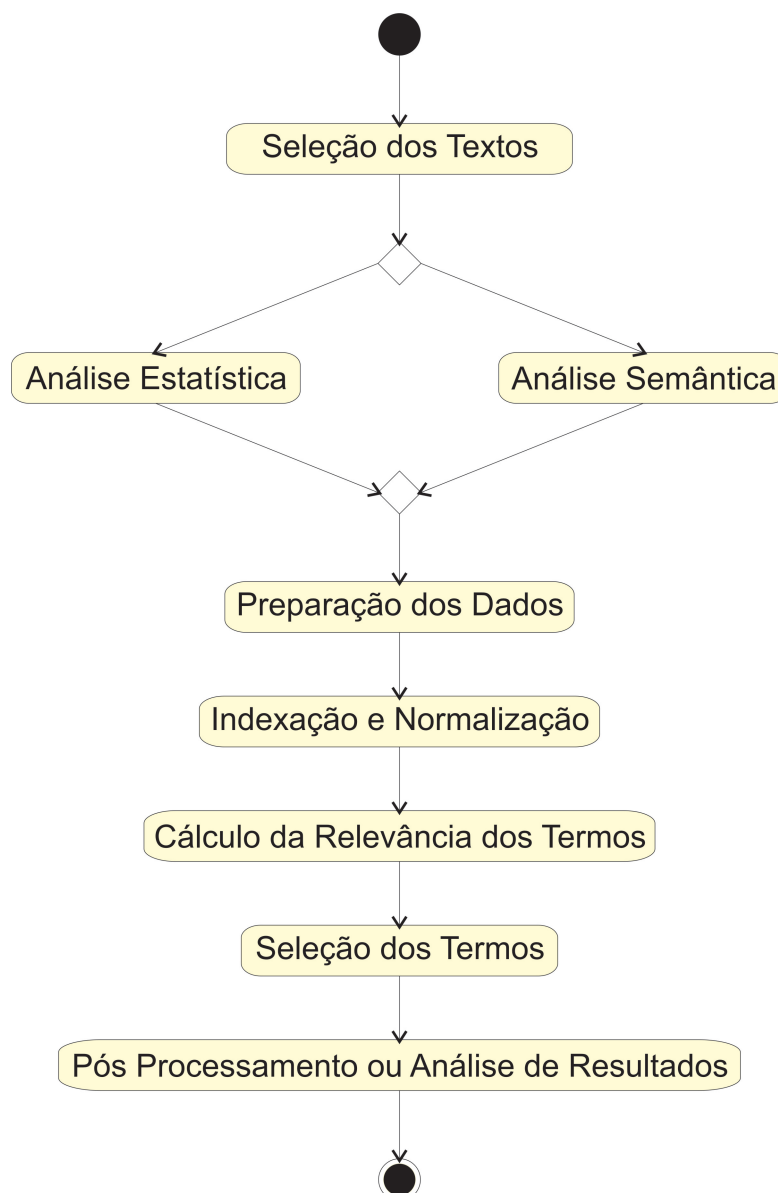 Seleção dos Textos
Análise Estatística
Análise Semântica
Preparação dos Dados
Indexação e Normalização
Cálculo da Relevância dos Termos
Seleção dos Termos
Pós Processamento ou Análise de Resultados